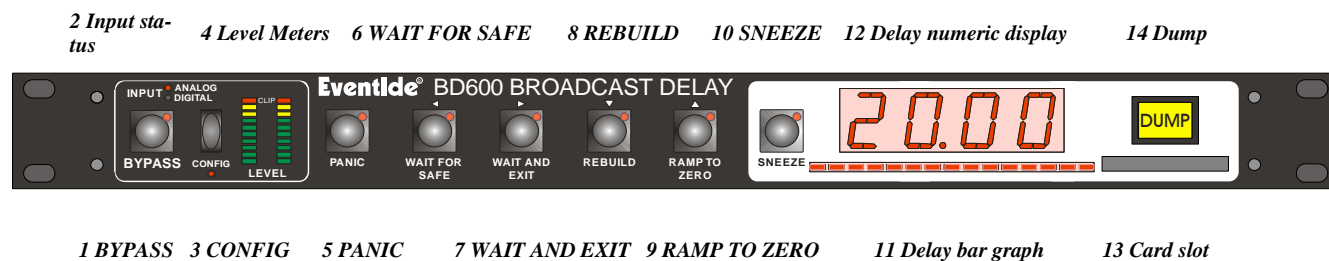 2 Input sta-
tus
4 Level Meters
6 WAIT FOR SAFE
8 REBUILD
10 SNEEZE
12 Delay numeric display
14 Dump
INPUT
ANALOG
DIGITAL
CLIP
BYPASS
CONFIG
LEVEL
Eventide® BD600 BROADCAST DELAY
PANIC
WAIT FOR
SAFE
WAIT AND
EXIT
REBUILD
RAMP TO
ZERO
SNEEZE
20.00
DUMP
1 BYPASS
3 CONFIG
5 PANIC
7 WAIT AND EXIT
9 RAMP TO ZERO
11 Delay bar graph
13 Card slot